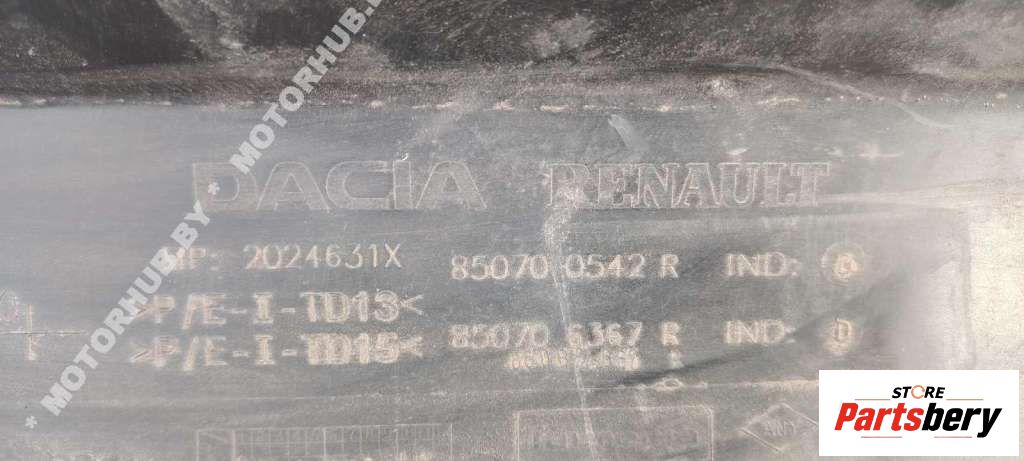 * MOTORHUB.BY * MOTORHUB.BY *
DACIA RENAULT
MP: 2024631X 85070 0542 R IND: A
>P/E-I-TD13<
>P/E-I-TD15< 85070 6367 R IND: D
STORE
Partsbery